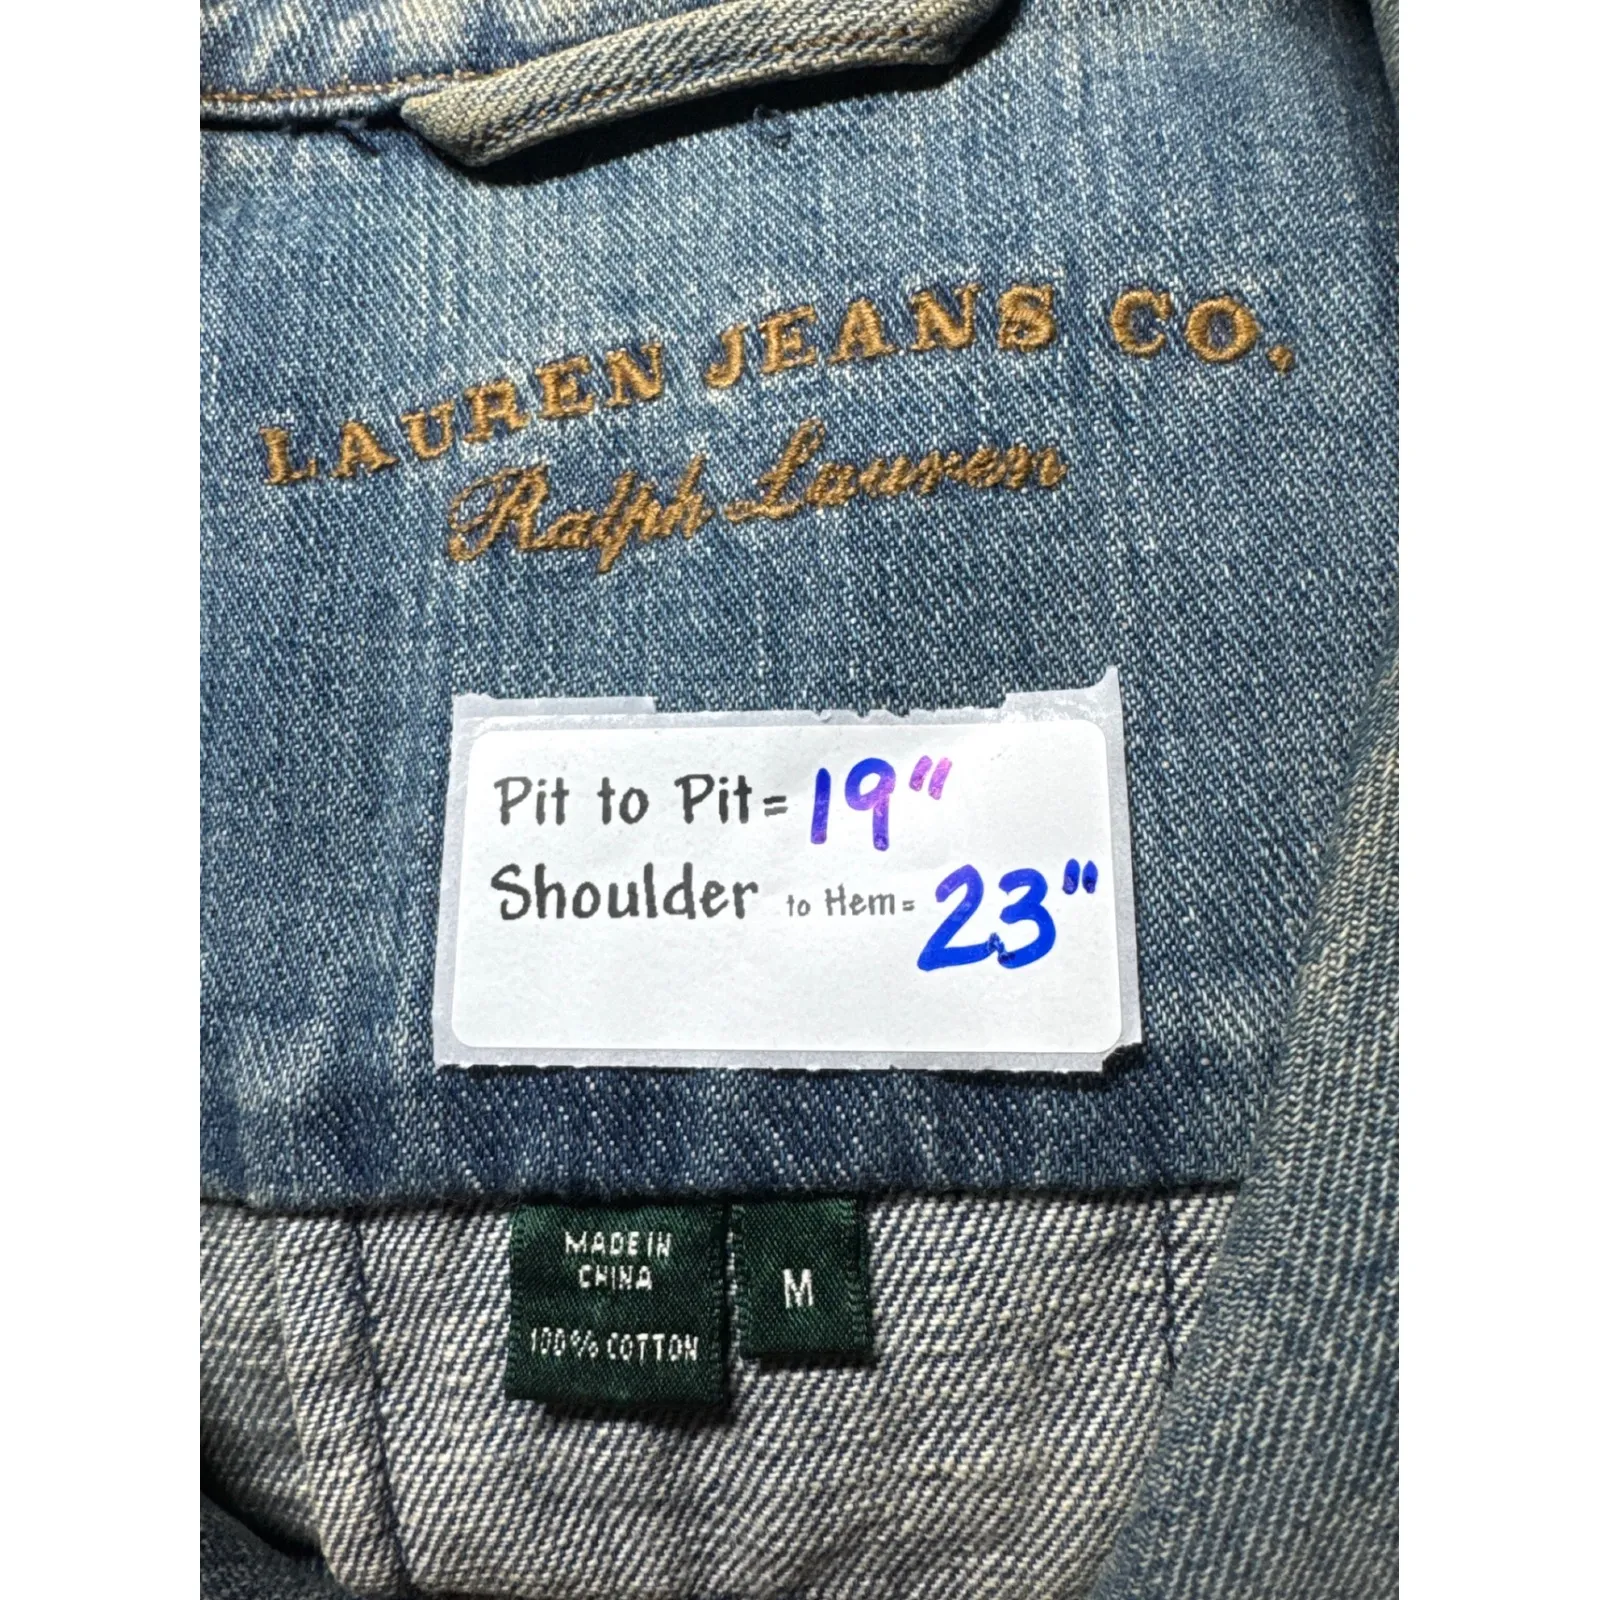 LAUREN JEANS CO.
Ralph Lauren
Pit to Pit = 19"
Shoulder to Hem = 23"
MADE IN
CHINA
100% COTTON
M